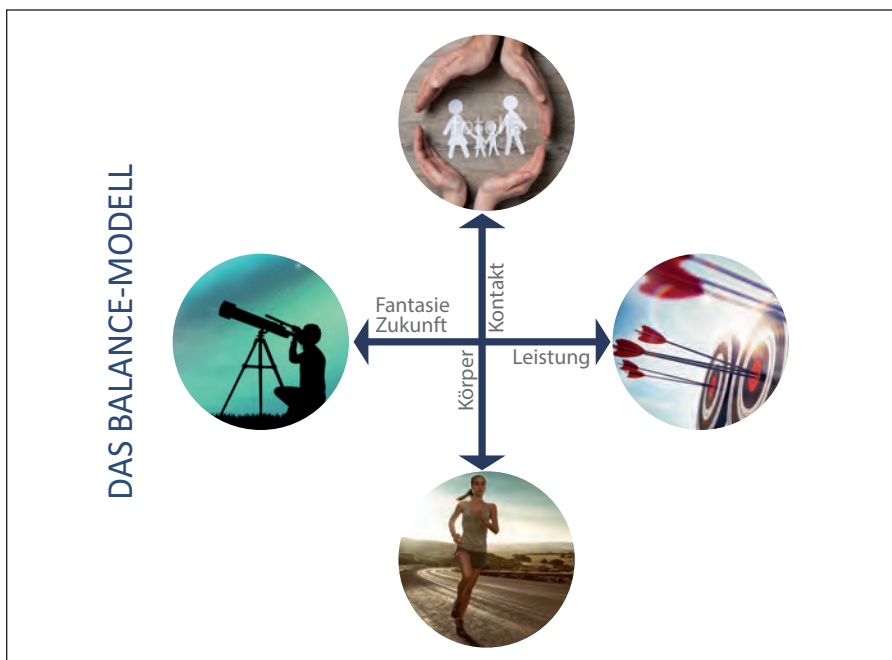 DAS BALANCE-MODELL
Fantasie
Zukunft
Kontakt
Körper
Leistung